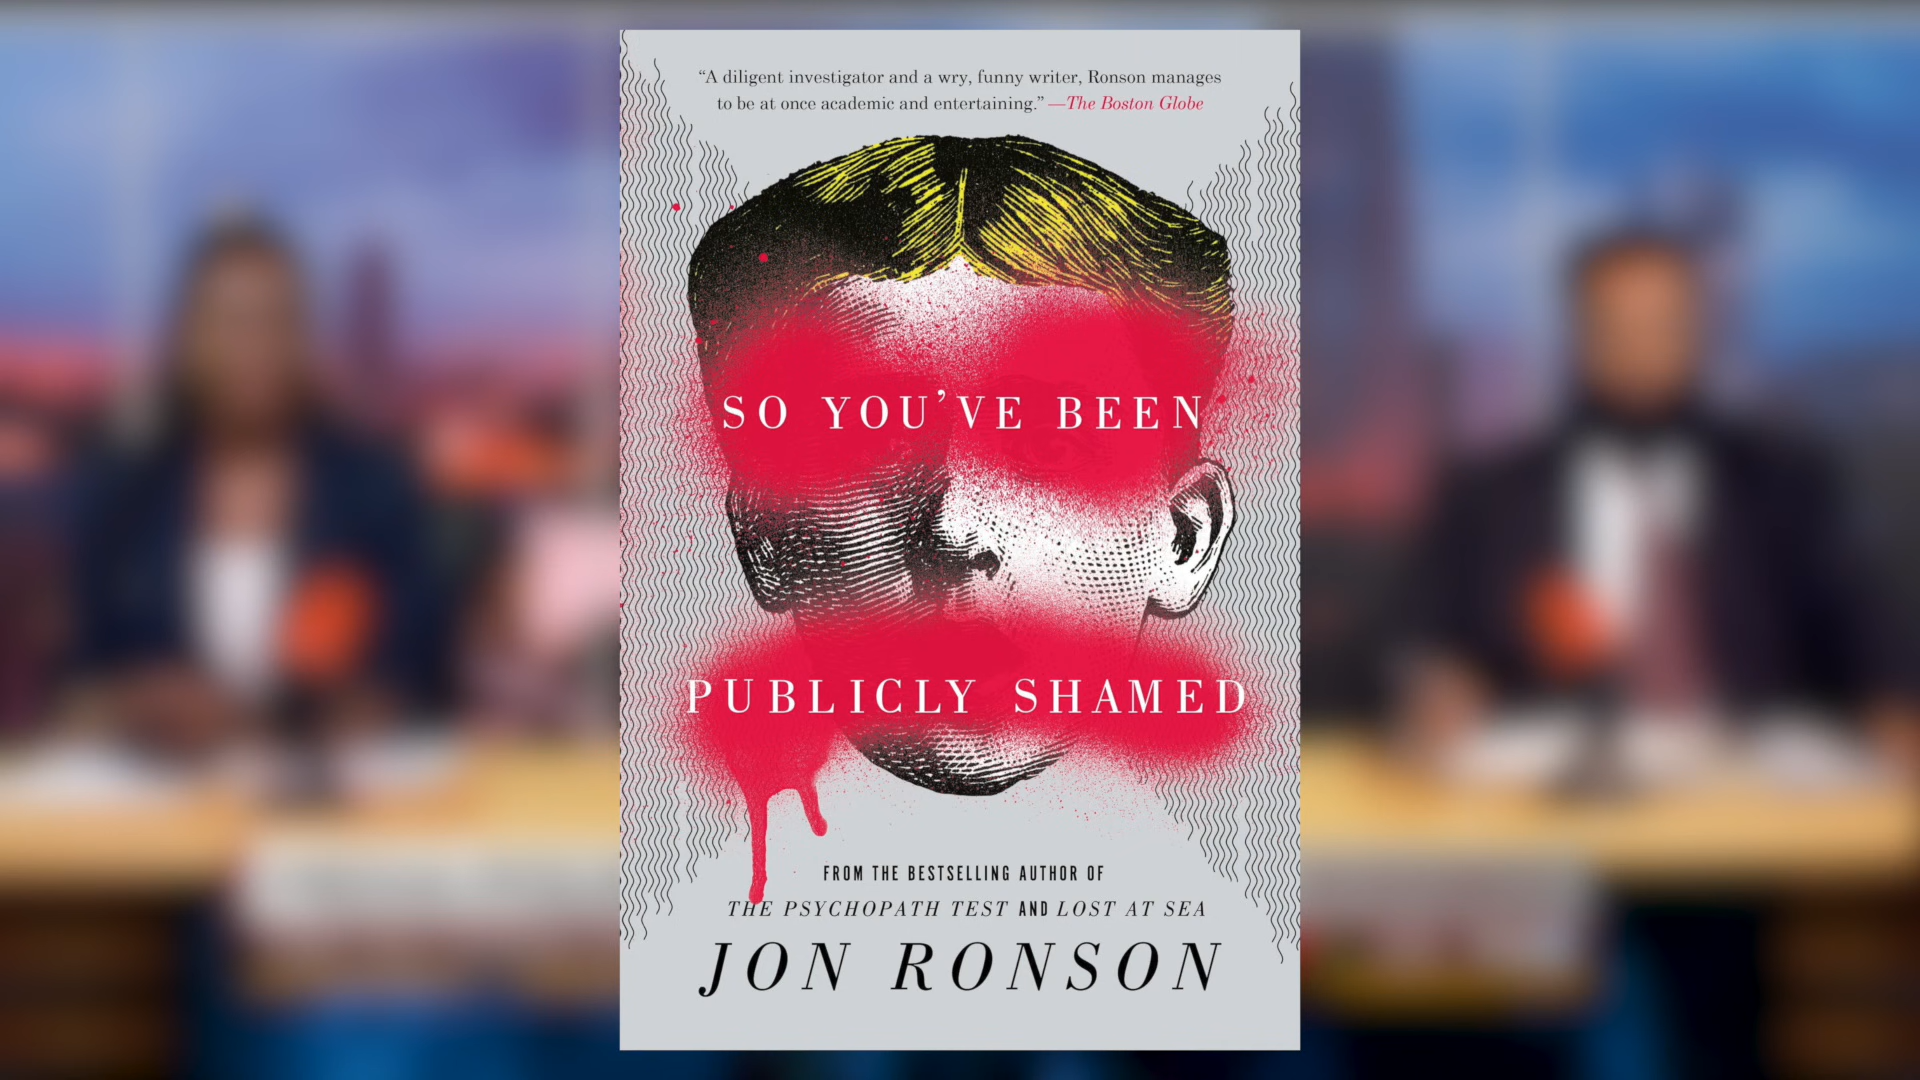 “A diligent investigator and a wry, funny writer, Ronson manages
to be at once academic and entertaining.” —The Boston Globe
SO YOU’VE BEEN
PUBLICLY SHAMED
FROM THE BESTSELLING AUTHOR OF
THE PSYCHOPATH TEST AND LOST AT SEA
JON RONSON